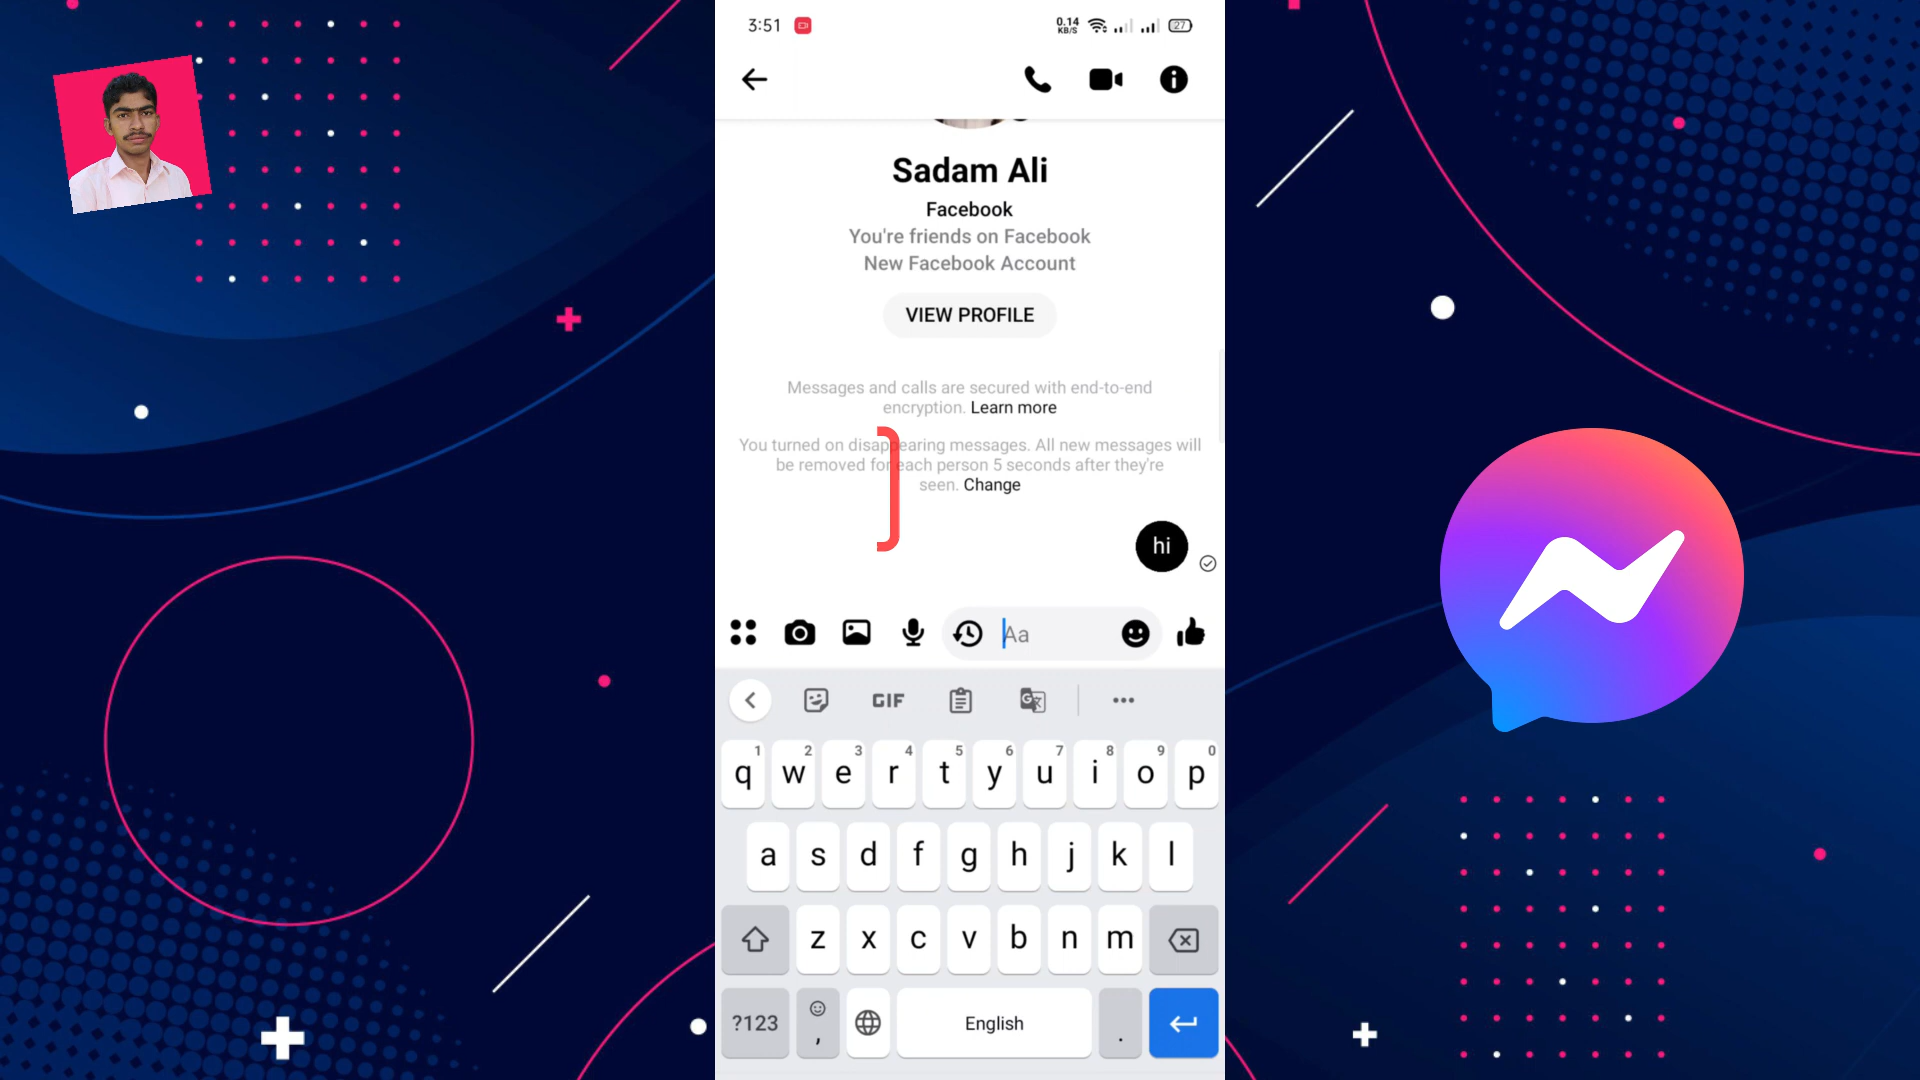 3:51
0.14
KB/S
27
Sadam Ali
Facebook
You're friends on Facebook
New Facebook Account
VIEW PROFILE
Messages and calls are secured with end-to-end
encryption. Learn more
You turned on disappearing messages. All new messages will
be removed for each person 5 seconds after they're
seen. Change
hi
Aa
GIF
1 2 3 4 5 6 7 8 9 0
q w e r t y u i o p
a s d f g h j k l
z x c v b n m
?123 , English .